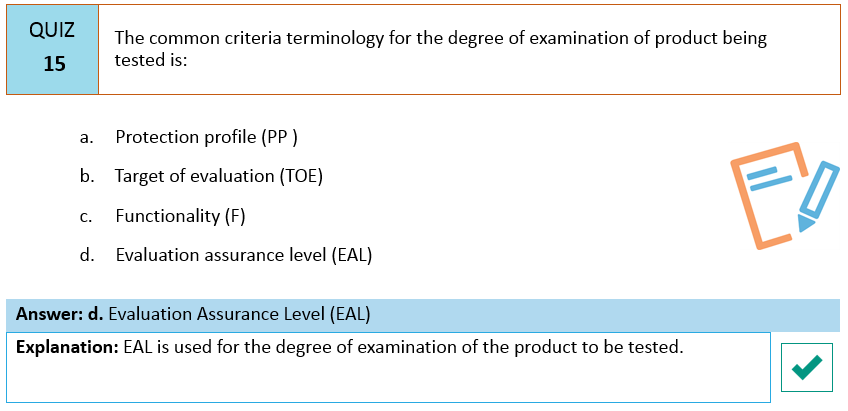 QUIZ
15
The common criteria terminology for the degree of examination of product being
tested is:
a. Protection profile (PP )
b. Target of evaluation (TOE)
c. Functionality (F)
d. Evaluation assurance level (EAL)
Answer: d. Evaluation Assurance Level (EAL)
Explanation: EAL is used for the degree of examination of the product to be tested.